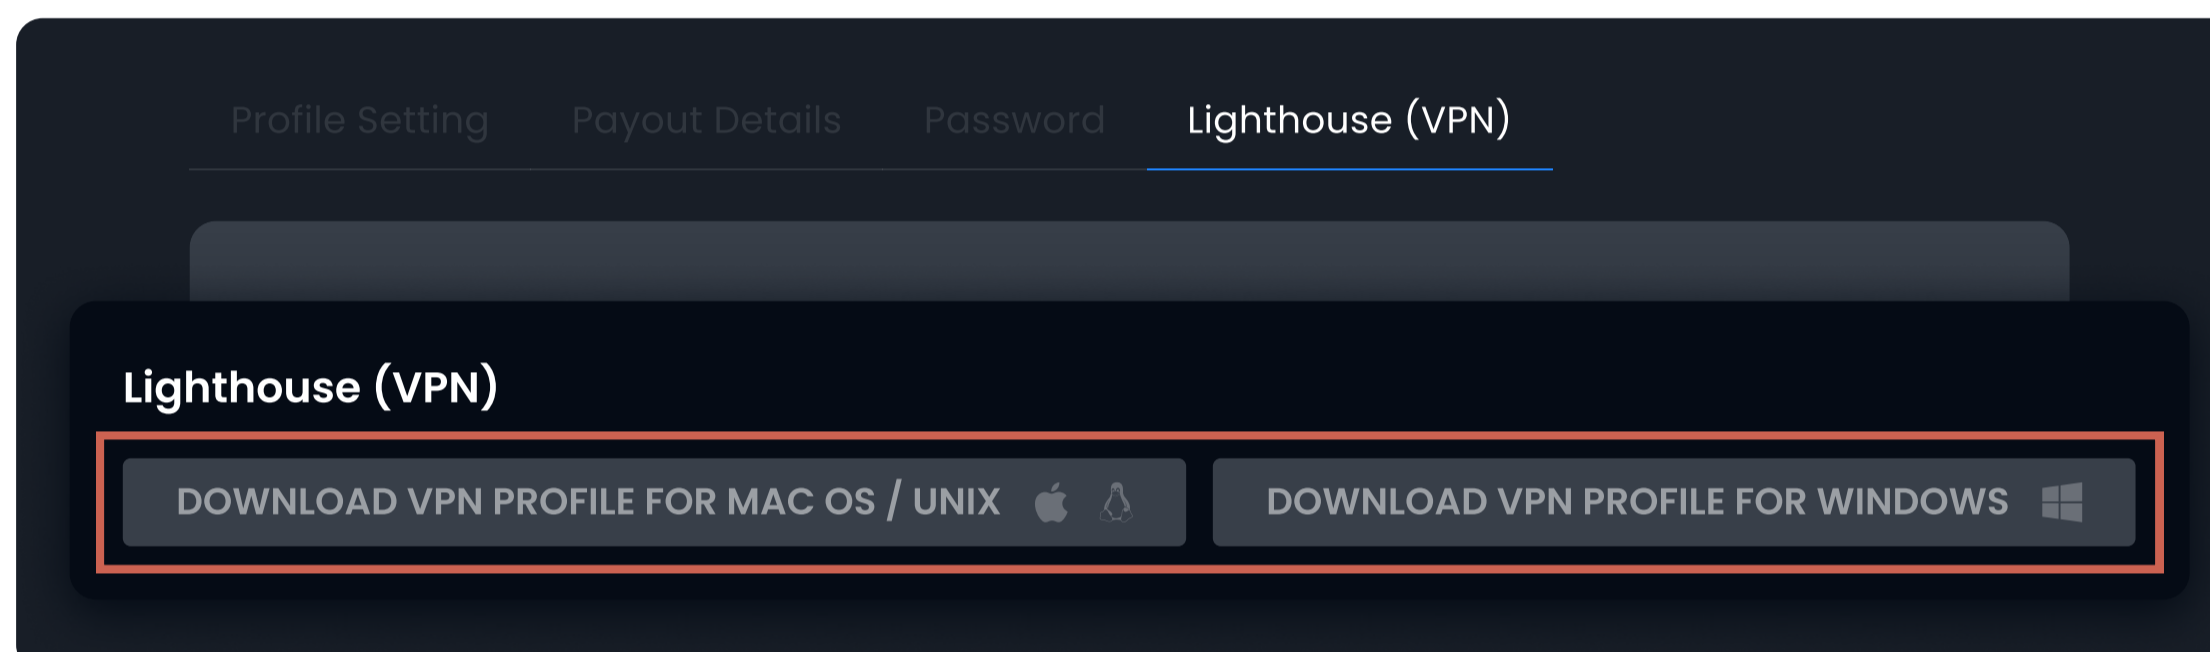 Profile Setting Payout Details Password Lighthouse (VPN)
Lighthouse (VPN)
DOWNLOAD VPN PROFILE FOR MAC OS / UNIX DOWNLOAD VPN PROFILE FOR WINDOWS